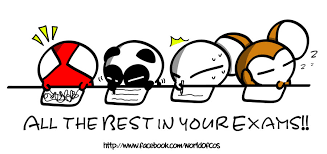 z z z
ALL THE BEST IN YOUR EXAMS!!
http://www.facebook.com/WorldOFCOS